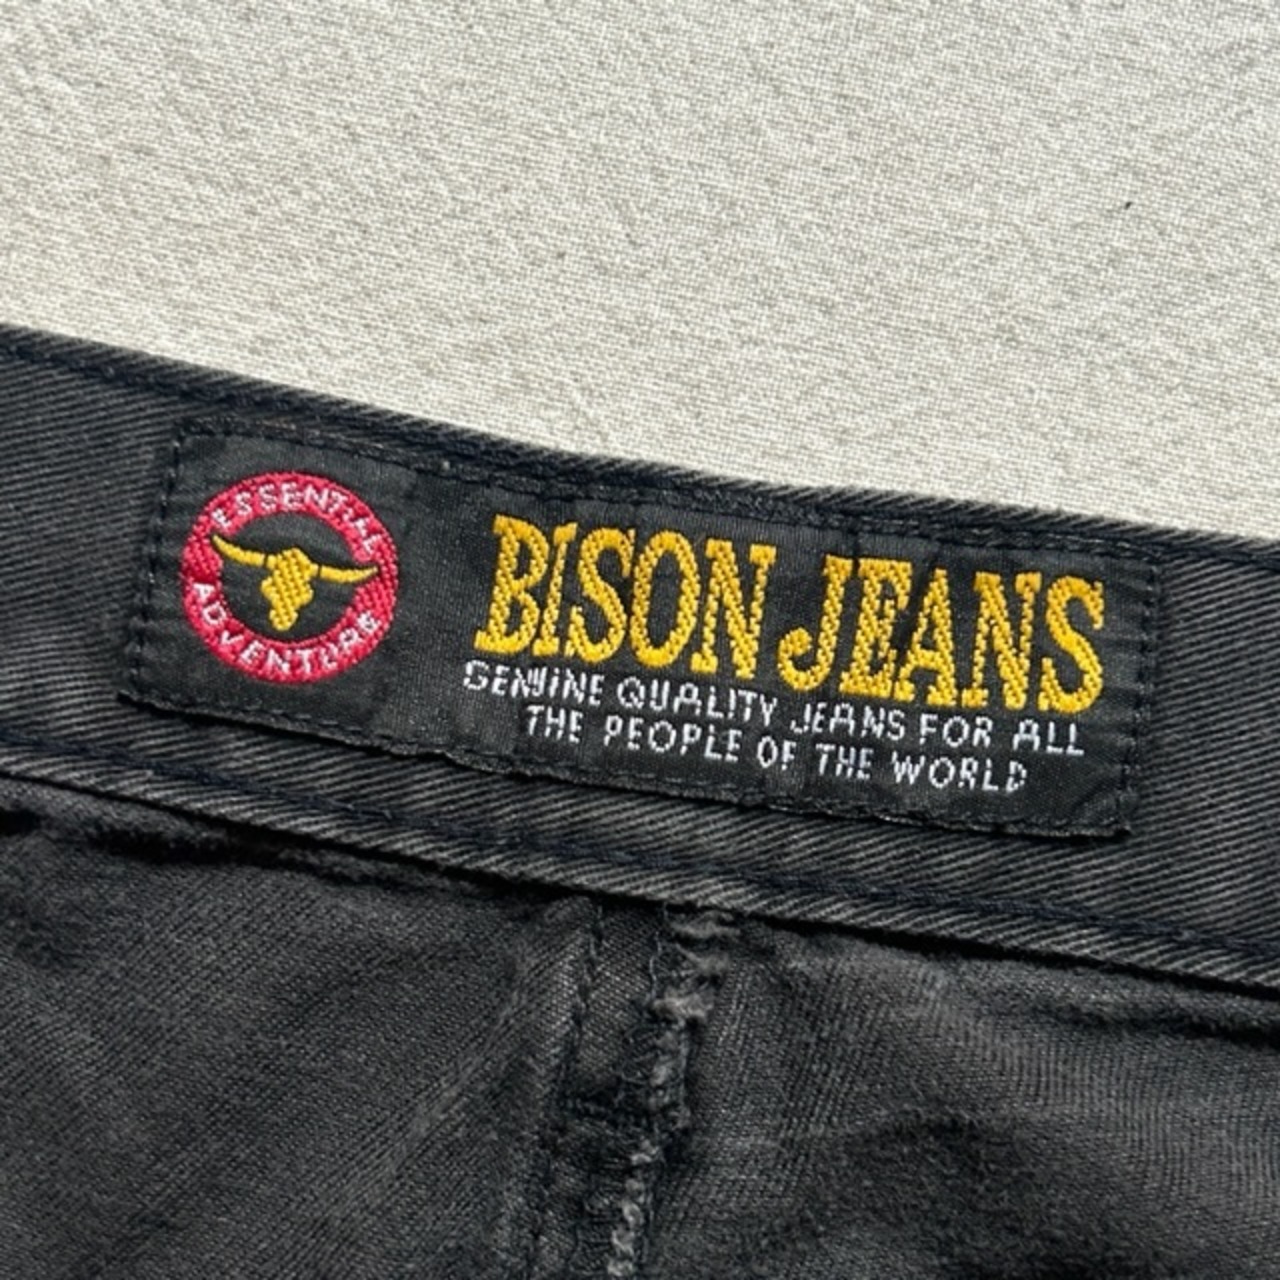 ESSENTIAL
ADVENTURE
BISON JEANS
GENUINE QUALITY JEANS FOR ALL
THE PEOPLE OF THE WORLD